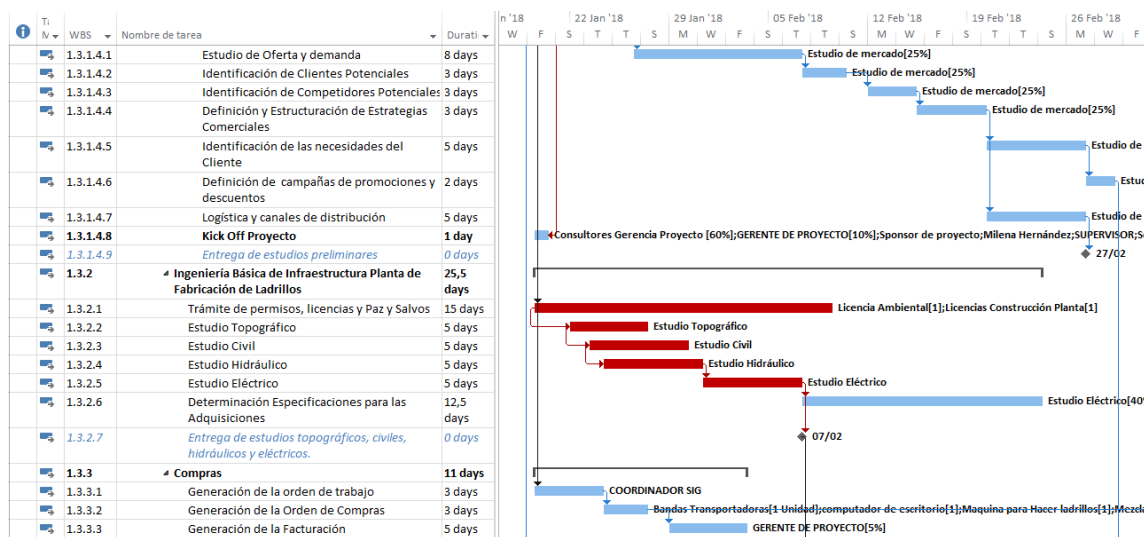 n '18 22 Jan '18 29 Jan '18 05 Feb '18 12 Feb '18 19 Feb '18 26 Feb '18
WBS Nombre de tarea Durati W F S T T S M W F S T T S M W F S T T S M W F
1.3.1.4.1 Estudio de Oferta y demanda 8 days Estudio de mercado[25%]
1.3.1.4.2 Identificación de Clientes Potenciales 3 days Estudio de mercado[25%]
1.3.1.4.3 Identificación de Competidores Potenciales 3 days Estudio de mercado[25%]
1.3.1.4.4 Definición y Estructuración de Estrategias 3 days Estudio de mercado[25%]
Comerciales
1.3.1.4.5 Identificación de las necesidades del 5 days Estudio de
Cliente
1.3.1.4.6 Definición de campañas de promociones y 2 days
descuentos
1.3.1.4.7 Logística y canales de distribución 5 days Estudio de
1.3.1.4.8 Kick Off Proyecto 1 day Consultores Gerencia Proyecto [60%];GERENTE DE PROYECTO[10%];Sponsor de proyecto;Milena Hernández;SUPERVISOR;
1.3.1.4.9 Entrega de estudios preliminares 0 days 27/02
1.3.2 Ingeniería Básica de Infraestructura Planta de 25,5
Fabricación de Ladrillos days
1.3.2.1 Trámite de permisos, licencias y Paz y Salvos 15 days Licencia Ambiental[1];Licencias Construcción Planta[1]
1.3.2.2 Estudio Topográfico 5 days Estudio Topográfico
1.3.2.3 Estudio Civil 5 days Estudio Civil
1.3.2.4 Estudio Hidráulico 5 days Estudio Hidráulico
1.3.2.5 Estudio Eléctrico 5 days Estudio Eléctrico
1.3.2.6 Determinación Especificaciones para las 12,5 Estudio Eléctrico[40%
Adquisiciones days
1.3.2.7 Entrega de estudios topográficos, civiles, 0 days 07/02
hidráulicos y eléctricos.
1.3.3 Compras 11 days
1.3.3.1 Generación de la orden de trabajo 3 days COORDINADOR SIG
1.3.3.2 Generación de la Orden de Compras 3 days Bandas Transportadoras[1 Unidad];computador de escritorio[1];Maquina para Hacer ladrillos[1];Mezcla
1.3.3.3 Generación de la Facturación 5 days GERENTE DE PROYECTO[5%]